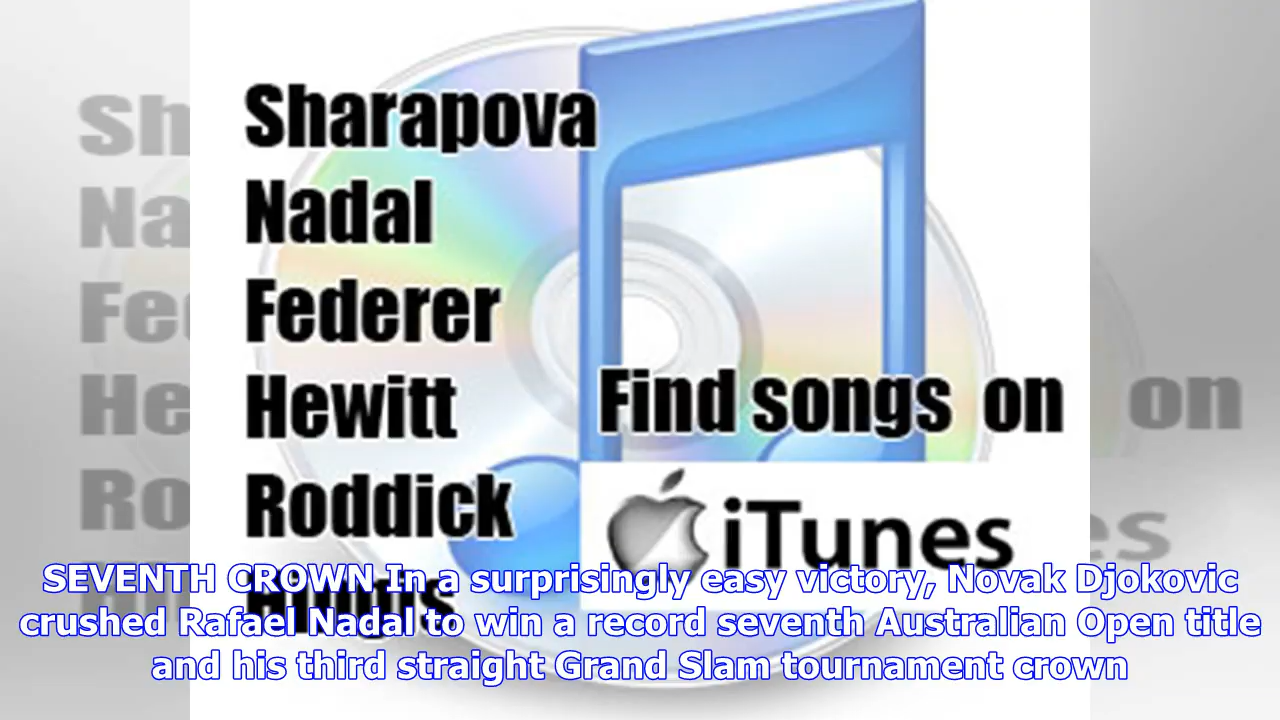 Sharapova
Nadal
Federer
Hewitt
Find songs on
Roddick
iTunes
SEVENTH CROWN In a surprisingly easy victory, Novak Djokovic
crushed Rafael Nadal to win a record seventh Australian Open title
and his third straight Grand Slam tournament crown